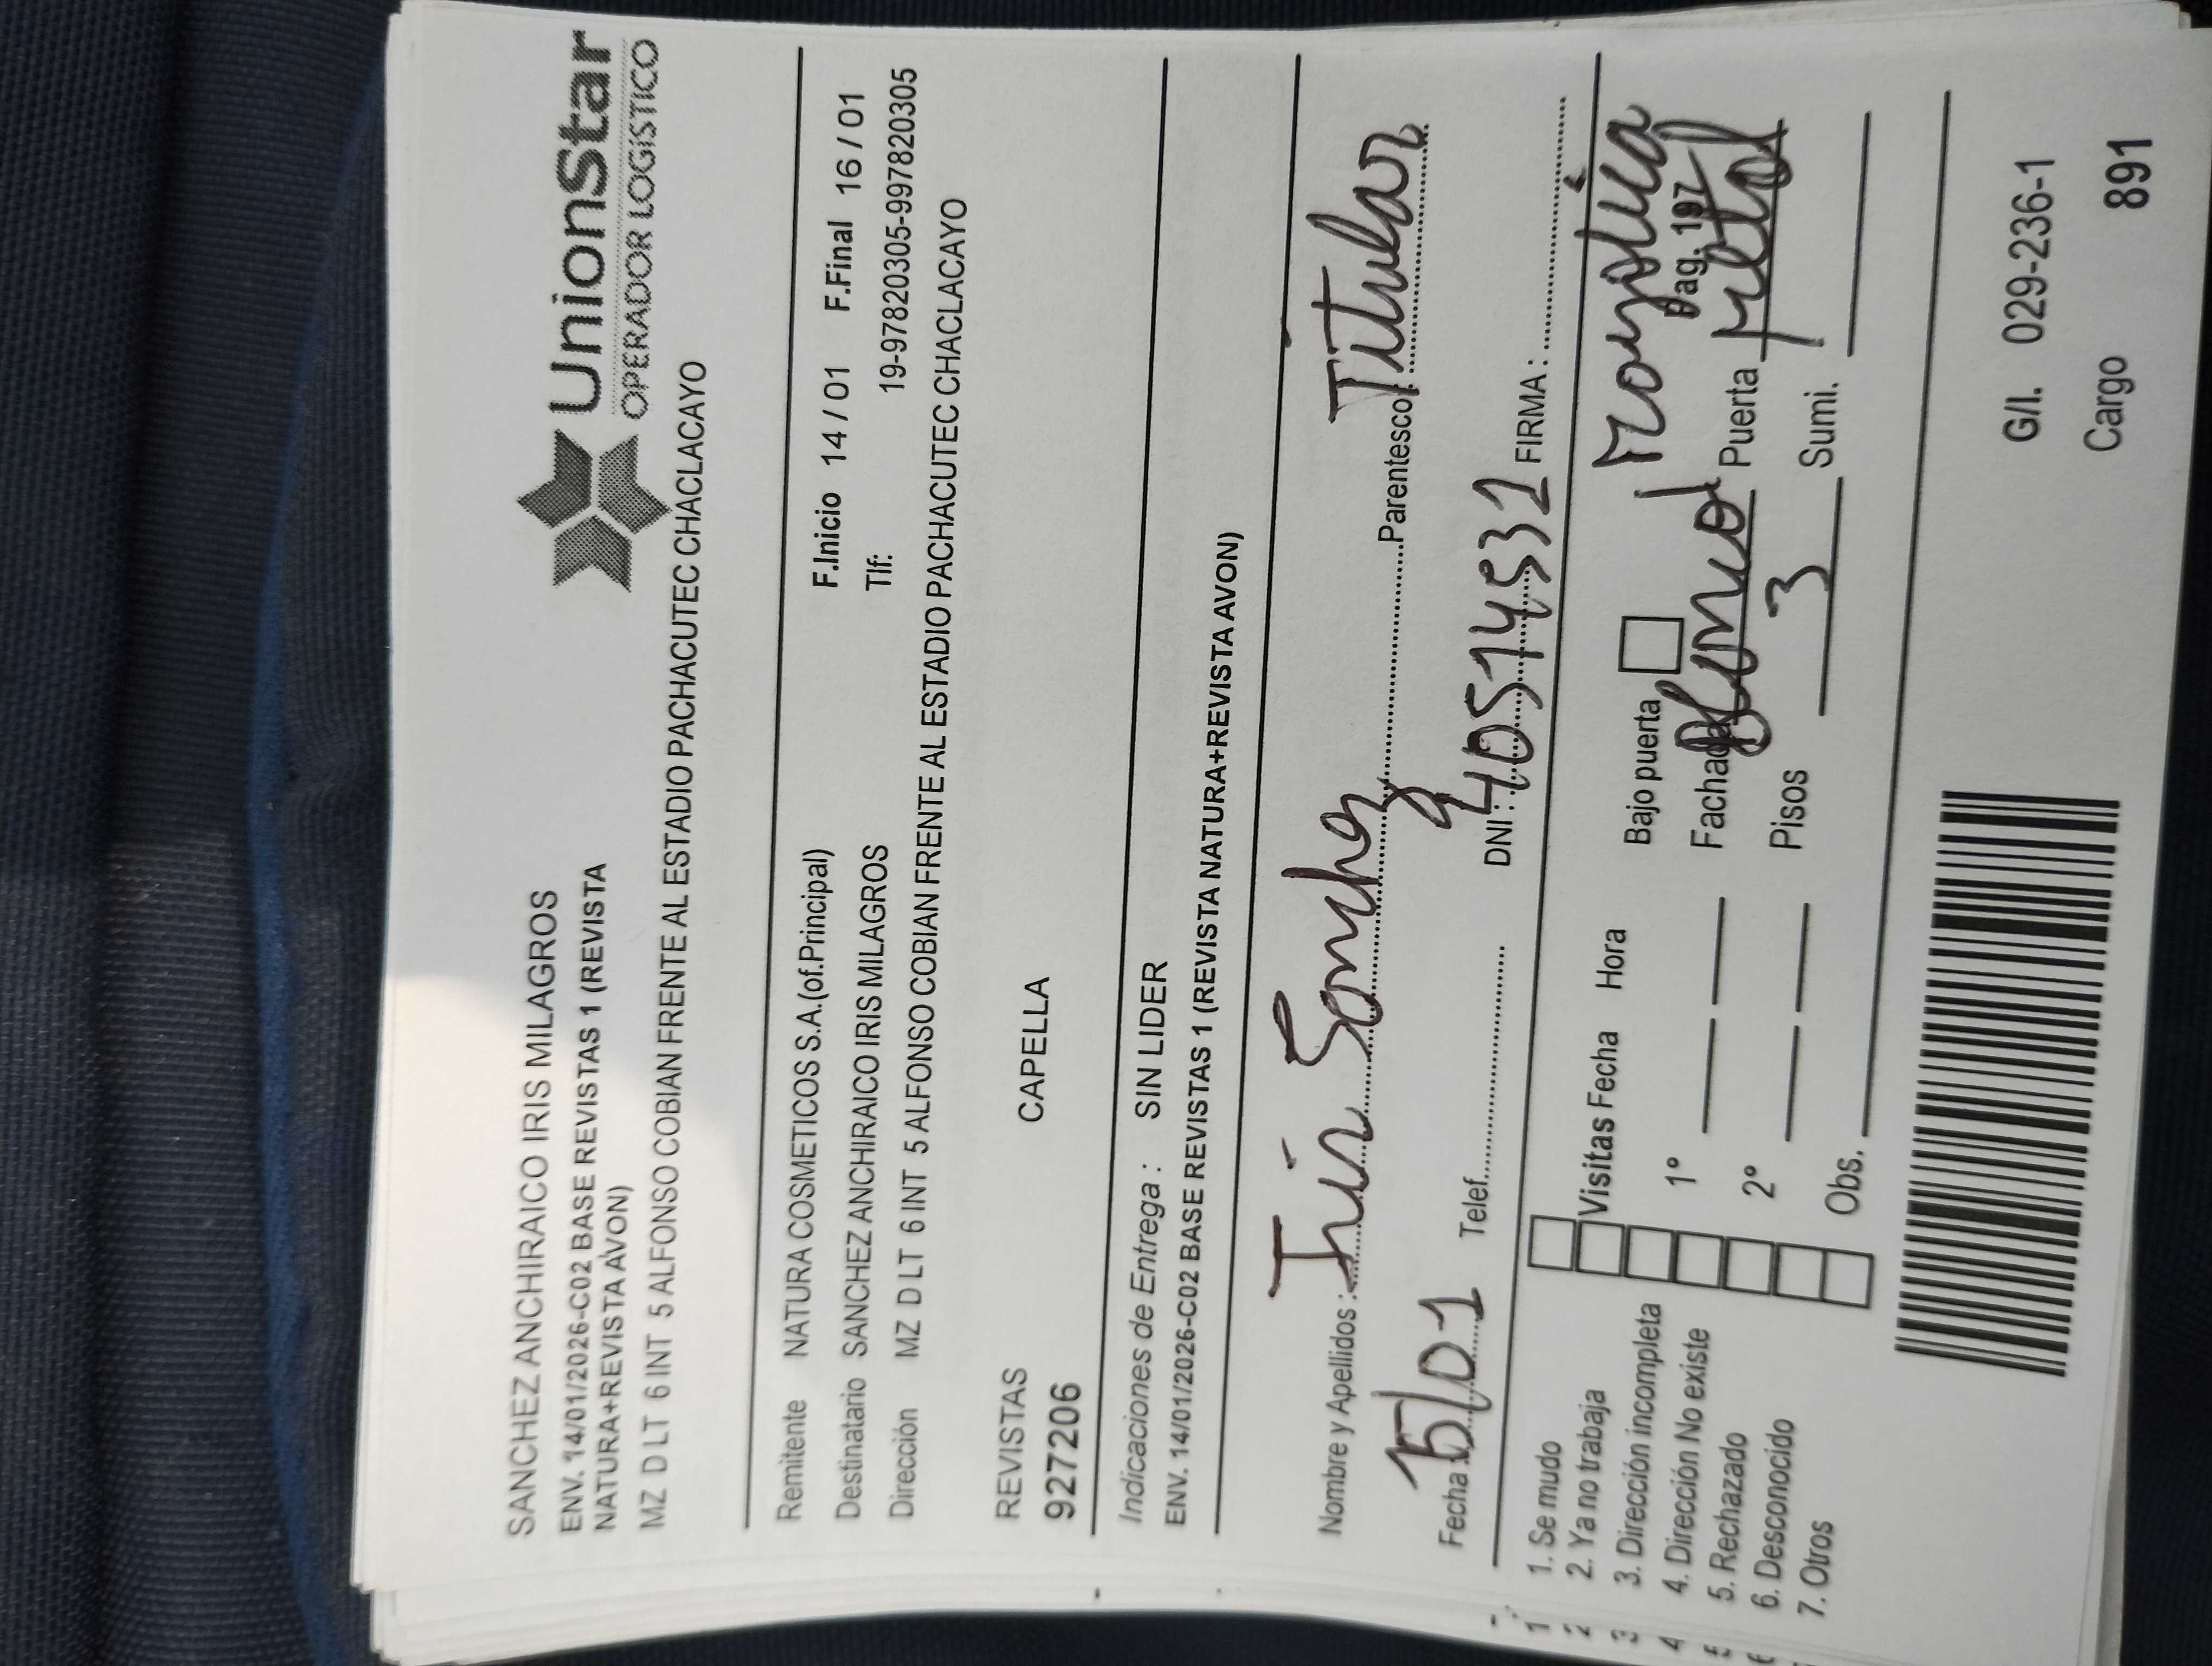 SANCHEZ ANCHIRAICO IRIS MILAGROS
UnionStar
OPERADOR LOGÍSTICO
ENV. 14/01/2026-C02 BASE REVISTAS 1 (REVISTA
NATURA+REVISTA AVON)
MZ D LT 6 INT 5 ALFONSO COBIAN FRENTE AL ESTADIO PACHACUTEC CHACLACAYO
Remitente NATURA COSMETICOS S.A.(of.Principal) F.Inicio 14 / 01 F.Final 16 / 01
Destinatario SANCHEZ ANCHIRAICO IRIS MILAGROS Tlf: 19-97820305-997820305
Dirección MZ D LT 6 INT 5 ALFONSO COBIAN FRENTE AL ESTADIO PACHACUTEC CHACLACAYO
REVISTAS CAPELLA
927206
Indicaciones de Entrega : SIN LIDER
ENV. 14/01/2026-C02 BASE REVISTAS 1 (REVISTA NATURA+REVISTA AVON)
Nombre y Apellidos : Iris Sanchez Parentesco Titular
Fecha : 15/01 Telef. DNI : 40514531 FIRMA :
1. Se mudo
2. Ya no trabaja
3. Dirección incompleta
4. Dirección No existe
5. Rechazado
6. Desconocido
7. Otros
Visitas Fecha Hora Bajo puerta
1º Fachada Puerta metal
Pag. 197
2º Pisos 3 Sumi.
Obs.
G/I. 029-236-1
Cargo 891